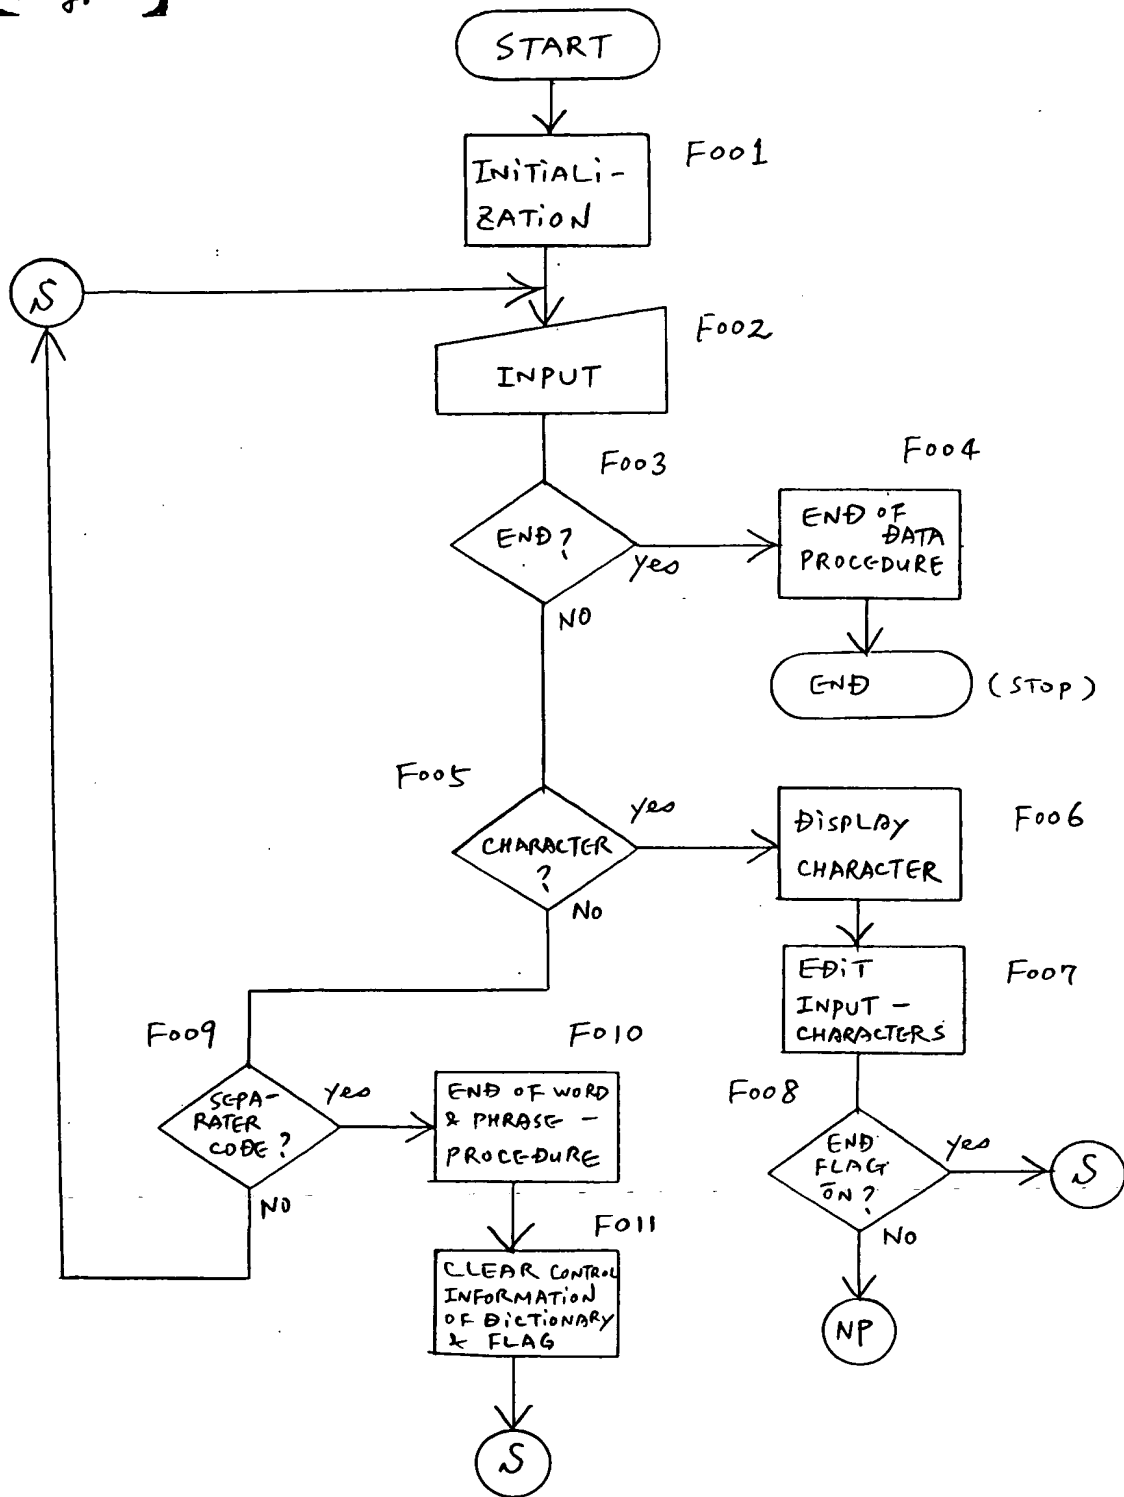 START
F001
INITIALI-
ZATION
S
F002
INPUT
F003
END?
yes
NO
F004
END OF
DATA
PROCEDURE
END
(STOP)
F005
CHARACTER
?
yes
NO
F006
DISPLAY
CHARACTER
F007
EDIT
INPUT-
CHARACTERS
F008
END
FLAG
ON?
yes
S
NO
NP
F009
SEPA-
RATER
CODE?
yes
NO
F010
END OF WORD
& PHRASE-
PROCEDURE
F011
CLEAR CONTROL
INFORMATION
OF DICTIONARY
& FLAG
S